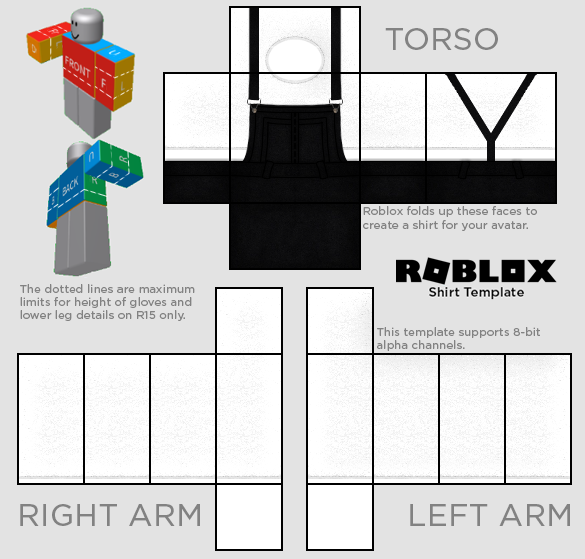 TORSO
FRONT
F
L
R
D
U
U
R
BACK
R
B
Roblox folds up these faces to
create a shirt for your avatar.
ROBLOX
Shirt Template
The dotted lines are maximum
limits for height of gloves and
lower leg details on R15 only.
This template supports 8-bit
alpha channels.
RIGHT ARM
LEFT ARM